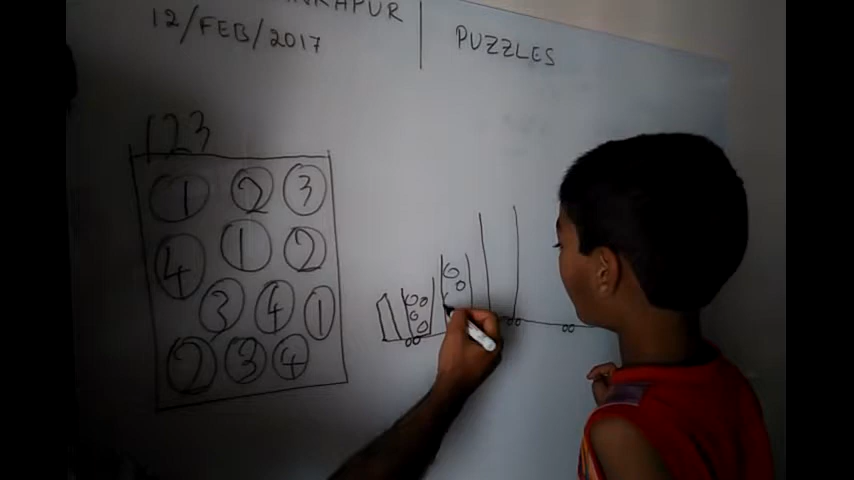 12/FEB/2017
PUZZLES
123
1 2 3
4 1 2
3 4 1
2 3 4